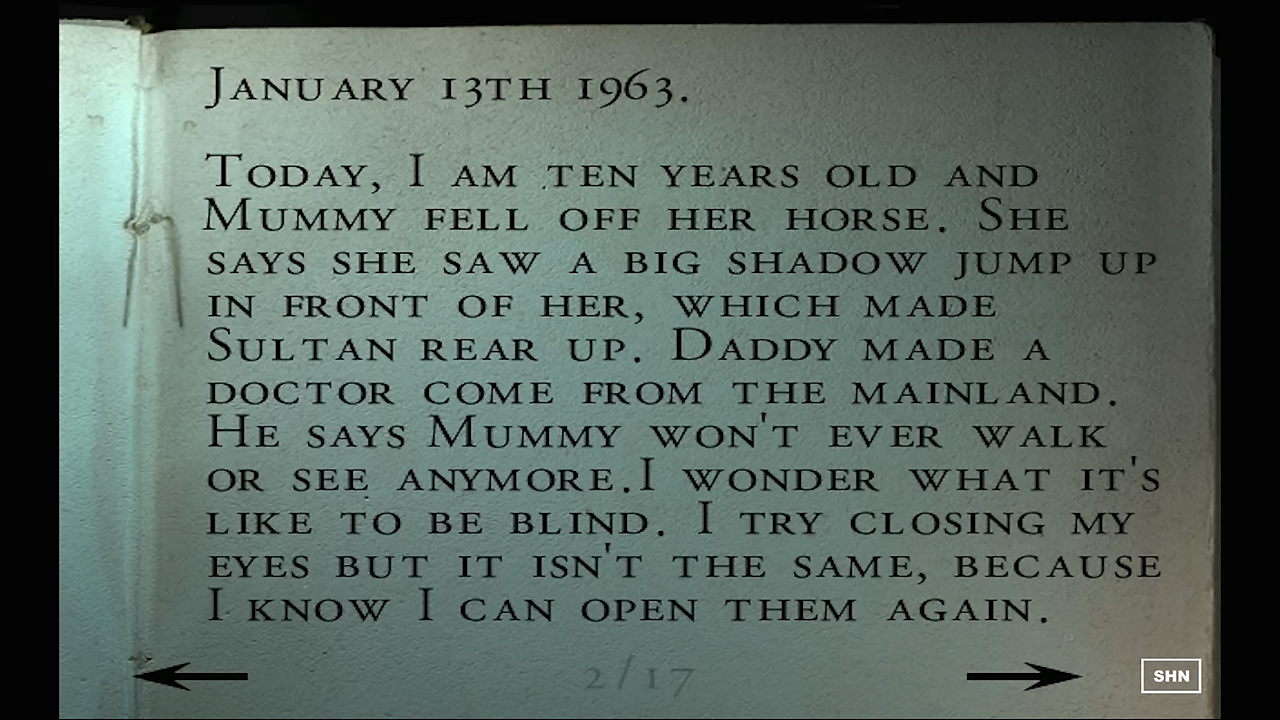 January 13th 1963.
Today, I am ten years old and
Mummy fell off her horse. She
says she saw a big shadow jump up
in front of her, which made
Sultan rear up. Daddy made a
doctor come from the mainland.
He says Mummy won't ever walk
or see anymore.I wonder what it's
like to be blind. I try closing my
eyes but it isn't the same, because
I know I can open them again.
2/17
SHN